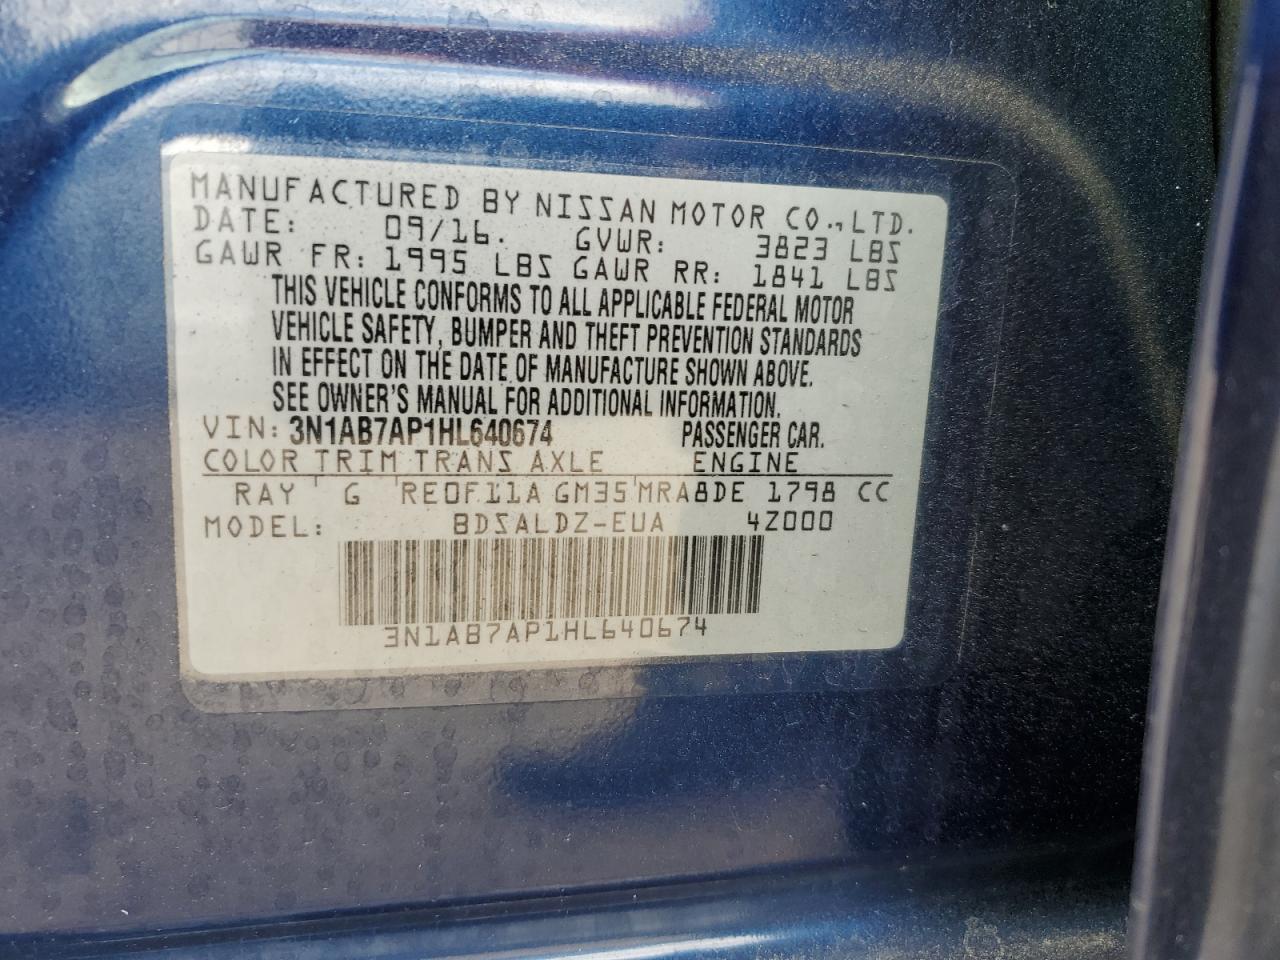 MANUFACTURED BY NISSAN MOTOR CO.,LTD.
DATE: 09/16. GVWR: 3823 LBS
GAWR FR: 1995 LBS GAWR RR: 1841 LBS
THIS VEHICLE CONFORMS TO ALL APPLICABLE FEDERAL MOTOR
VEHICLE SAFETY, BUMPER AND THEFT PREVENTION STANDARDS
IN EFFECT ON THE DATE OF MANUFACTURE SHOWN ABOVE.
SEE OWNER'S MANUAL FOR ADDITIONAL INFORMATION.
VIN: 3N1AB7AP1HL640674 PASSENGER CAR.
COLOR TRIM TRANS AXLE ENGINE
RAY G RE0F11A GM35 MRA8DE 1798 CC
MODEL: BDSALDZ-EUA 4Z000
3N1AB7AP1HL640674